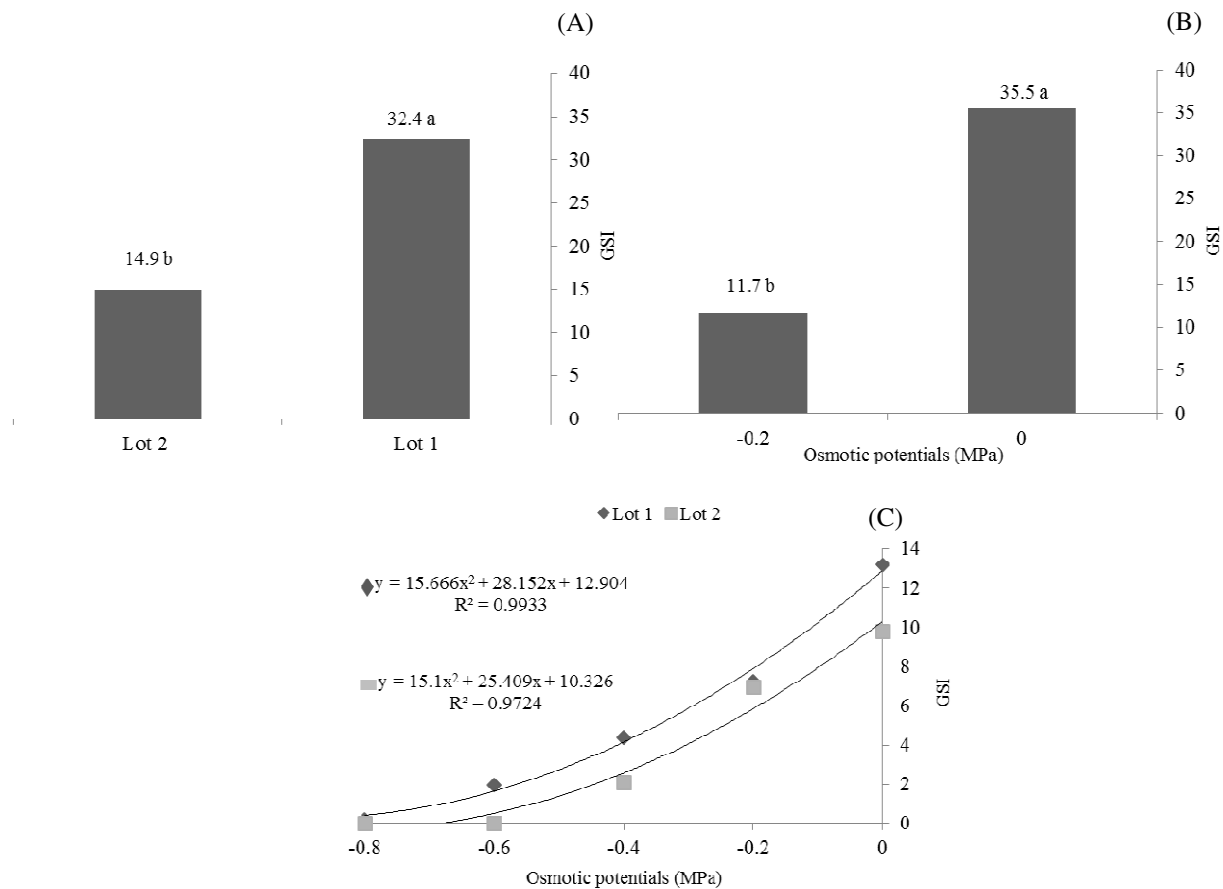 (A)
40
35
30
25
20
15
10
5
0
GSI
32.4 a
14.9 b
Lot 2
Lot 1
(B)
40
35
30
25
20
15
10
5
0
GSI
35.5 a
11.7 b
-0.2
0
Osmotic potentials (MPa)
(C)
Lot 1
Lot 2
y = 15.666x² + 28.152x + 12.904
R² = 0.9933
y = 15.1x² + 25.409x + 10.326
R² = 0.9724
14
12
10
8
6
4
2
0
GSI
-0.8
-0.6
-0.4
-0.2
0
Osmotic potentials (MPa)